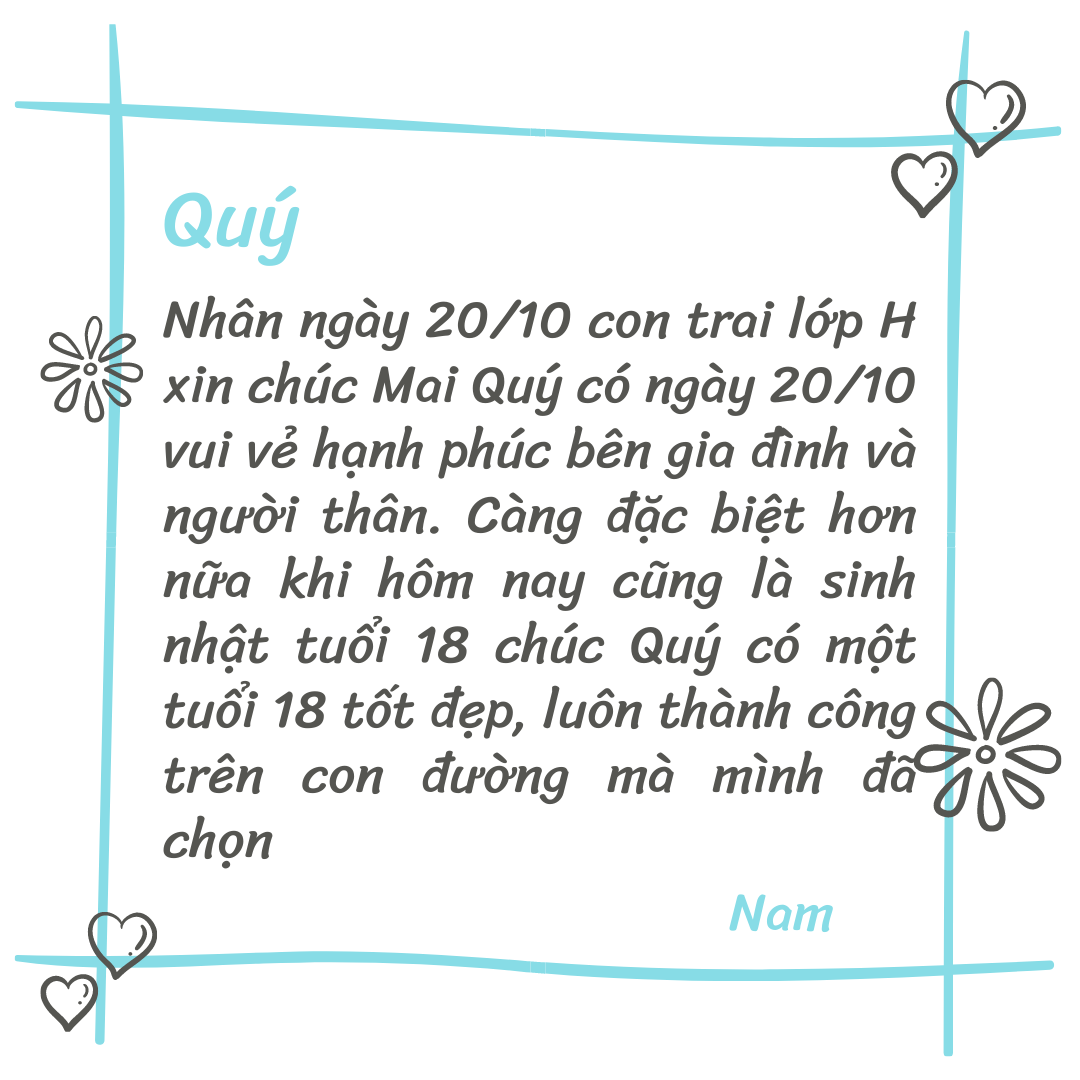 Quý
Nhân ngày 20/10 con trai lớp H
xin chúc Mai Quý có ngày 20/10
vui vẻ hạnh phúc bên gia đình và
người thân. Càng đặc biệt hơn
nữa khi hôm nay cũng là sinh
nhật tuổi 18 chúc Quý có một
tuổi 18 tốt đẹp, luôn thành công
trên con đường mà mình đã
chọn
Nam